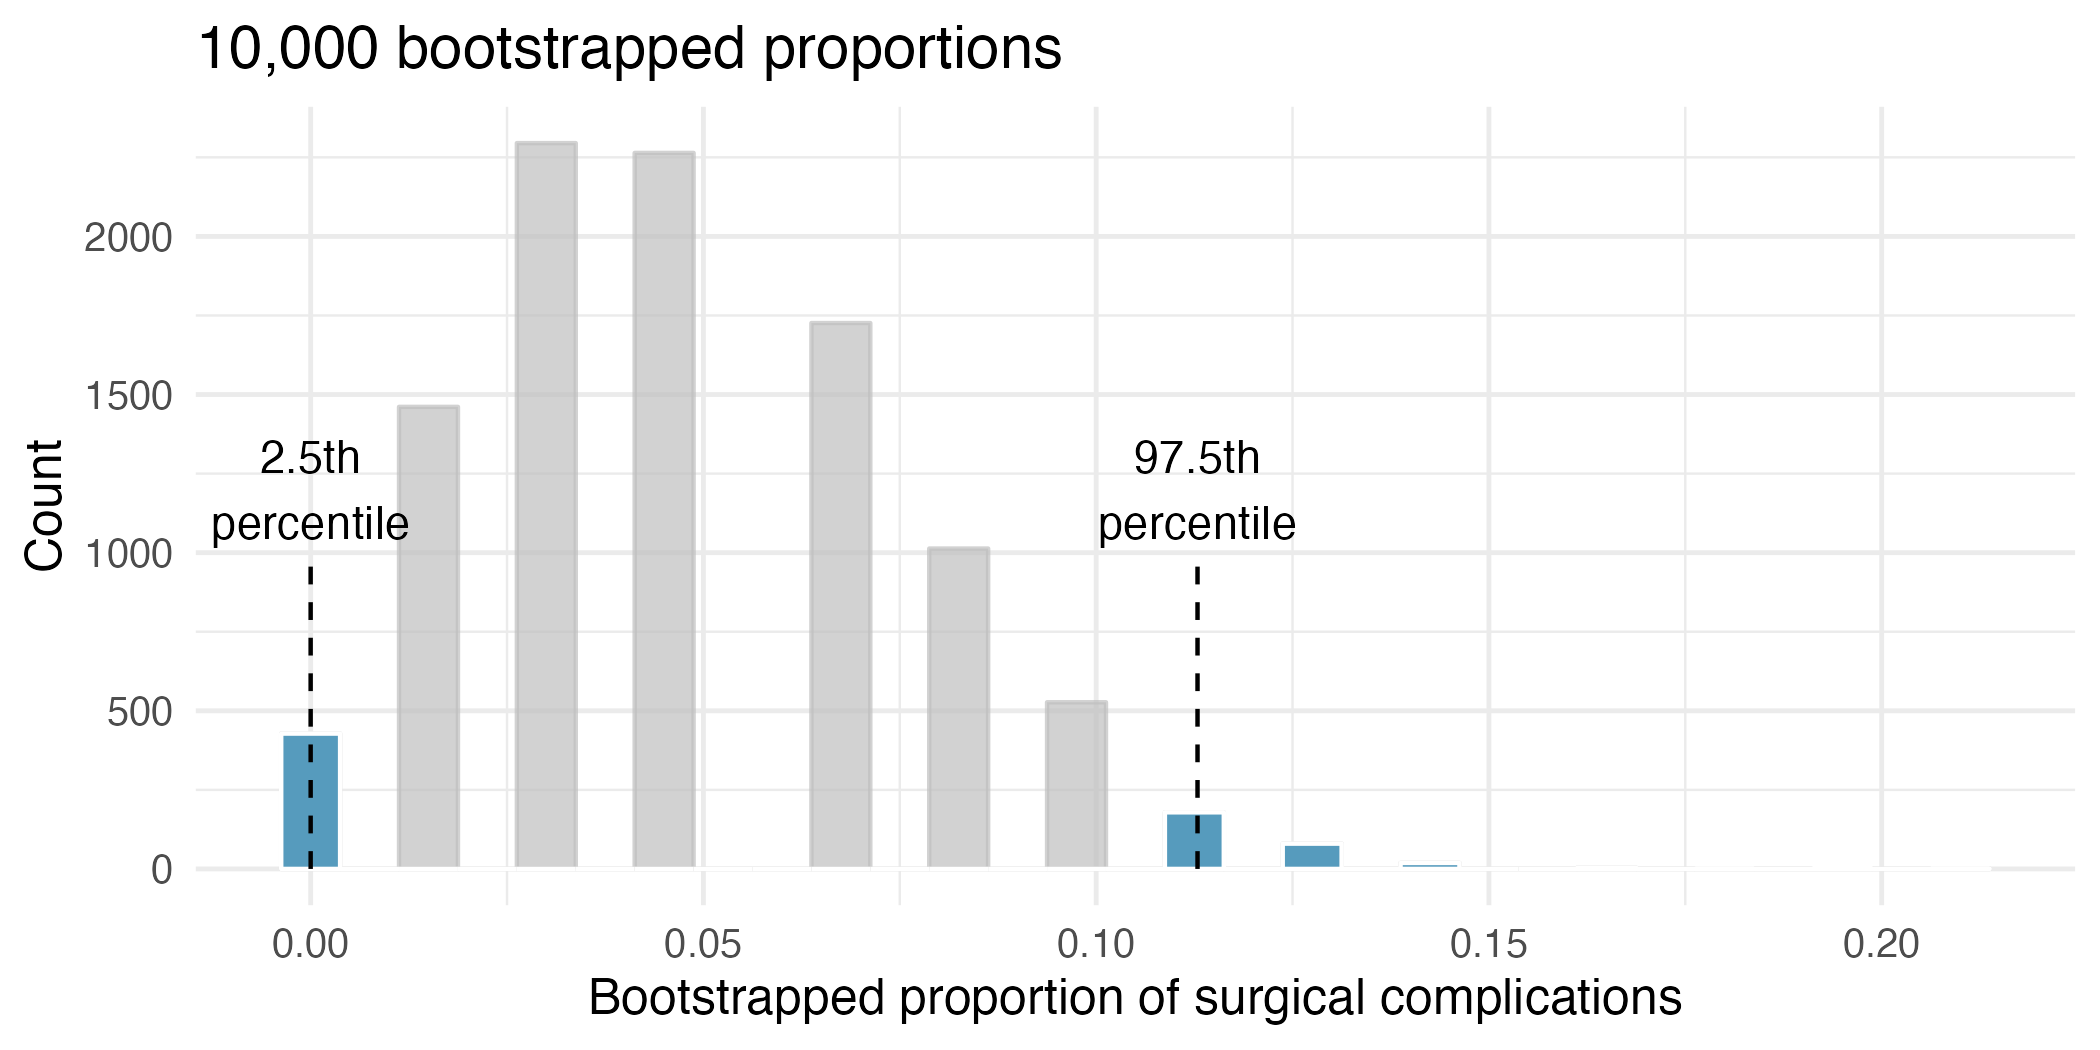 10,000 bootstrapped proportions
Count
2000
1500
1000
500
0
2.5th
percentile
97.5th
percentile
0.00
0.05
0.10
0.15
0.20
Bootstrapped proportion of surgical complications